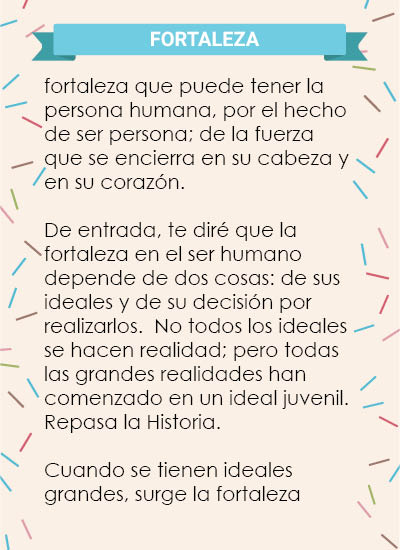 FORTALEZA
fortaleza que puede tener la
persona humana, por el hecho
de ser persona; de la fuerza
que se encierra en su cabeza y
en su corazón.
De entrada, te diré que la
fortaleza en el ser humano
depende de dos cosas: de sus
ideales y de su decisión por
realizarlos.  No todos los ideales
se hacen realidad; pero todas
las grandes realidades han
comenzado en un ideal juvenil.
Repasa la Historia.
Cuando se tienen ideales
grandes, surge la fortaleza